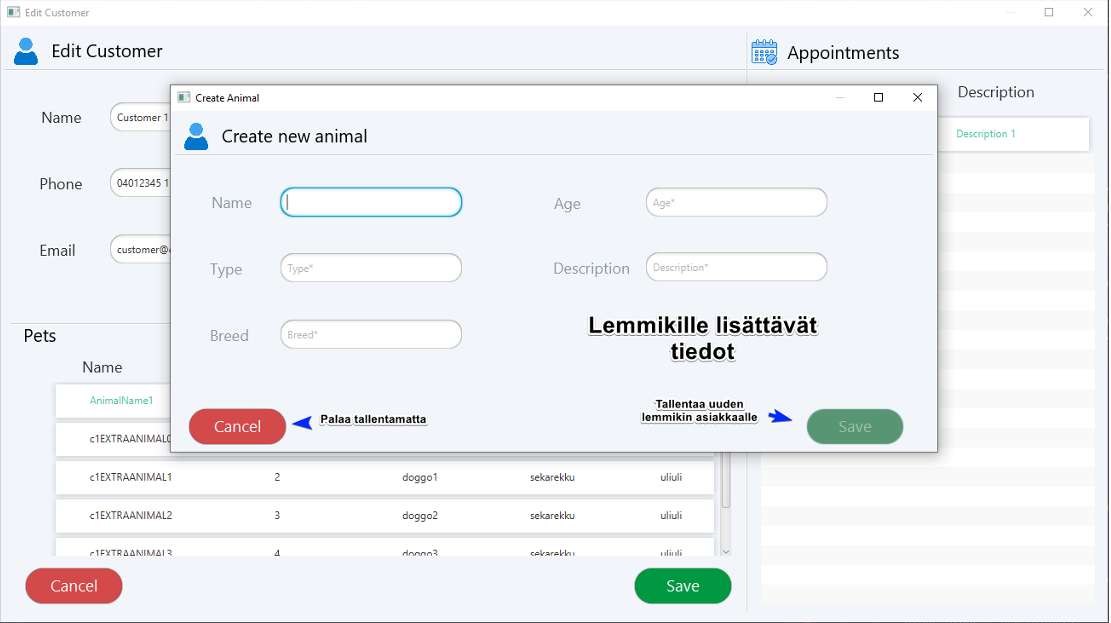 Edit Customer
Edit Customer
Appointments
Description
Description 1
Name
Customer 1
Phone
04012345 1
Email
customer@
Pets
Name
AnimalName1
c1EXTRAANIMAL0
c1EXTRAANIMAL1 2 doggo1 sekarekku uliuli
c1EXTRAANIMAL2 3 doggo2 sekarekku uliuli
c1EXTRAANIMAL3 4 doggo3 sekarekku uliuli
Cancel
Save
Create Animal
Create new animal
Name
Age
Age*
Type
Type*
Description
Description*
Breed
Breed*
Lemmikille lisättävät
tiedot
Cancel
Palaa tallentamatta
Tallentaa uuden
lemmikin asiakkaalle
Save